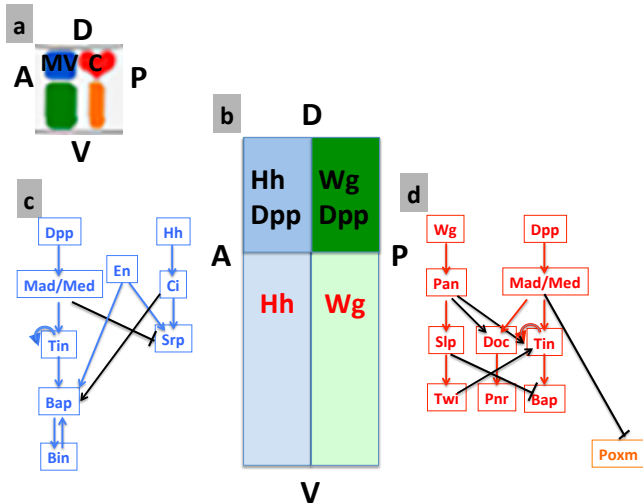 a
D
MV C
A
P
V
b
D
Hh
Dpp
Wg
Dpp
A
P
Hh
Wg
V
c
Dpp
Hh
En
Mad/Med
Ci
Tin
Srp
Bap
Bin
d
Wg
Dpp
Pan
Mad/Med
Slp
Doc
Tin
Twi
Pnr
Bap
Poxm